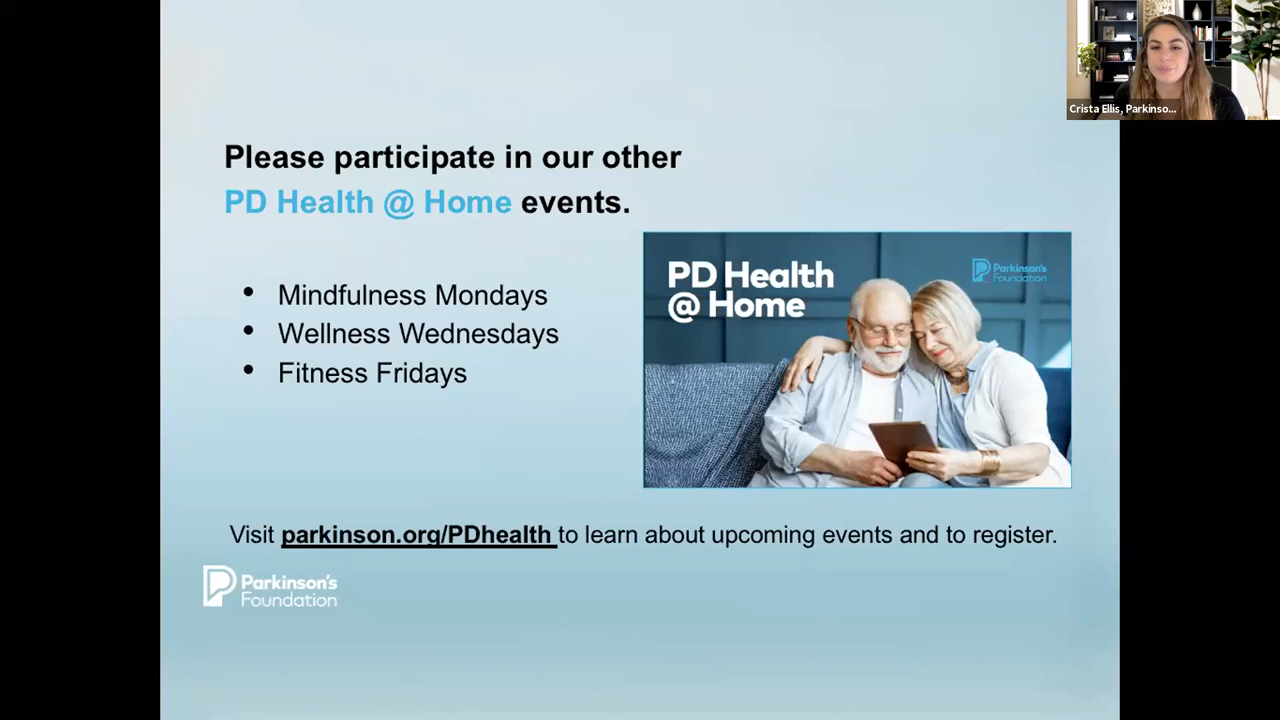 Crista Ellis, Parkinso...
Please participate in our other
PD Health @ Home events.
• Mindfulness Mondays
• Wellness Wednesdays
• Fitness Fridays
PD Health
@ Home
Parkinson's
Foundation
Visit parkinson.org/PDhealth to learn about upcoming events and to register.
Parkinson's
Foundation